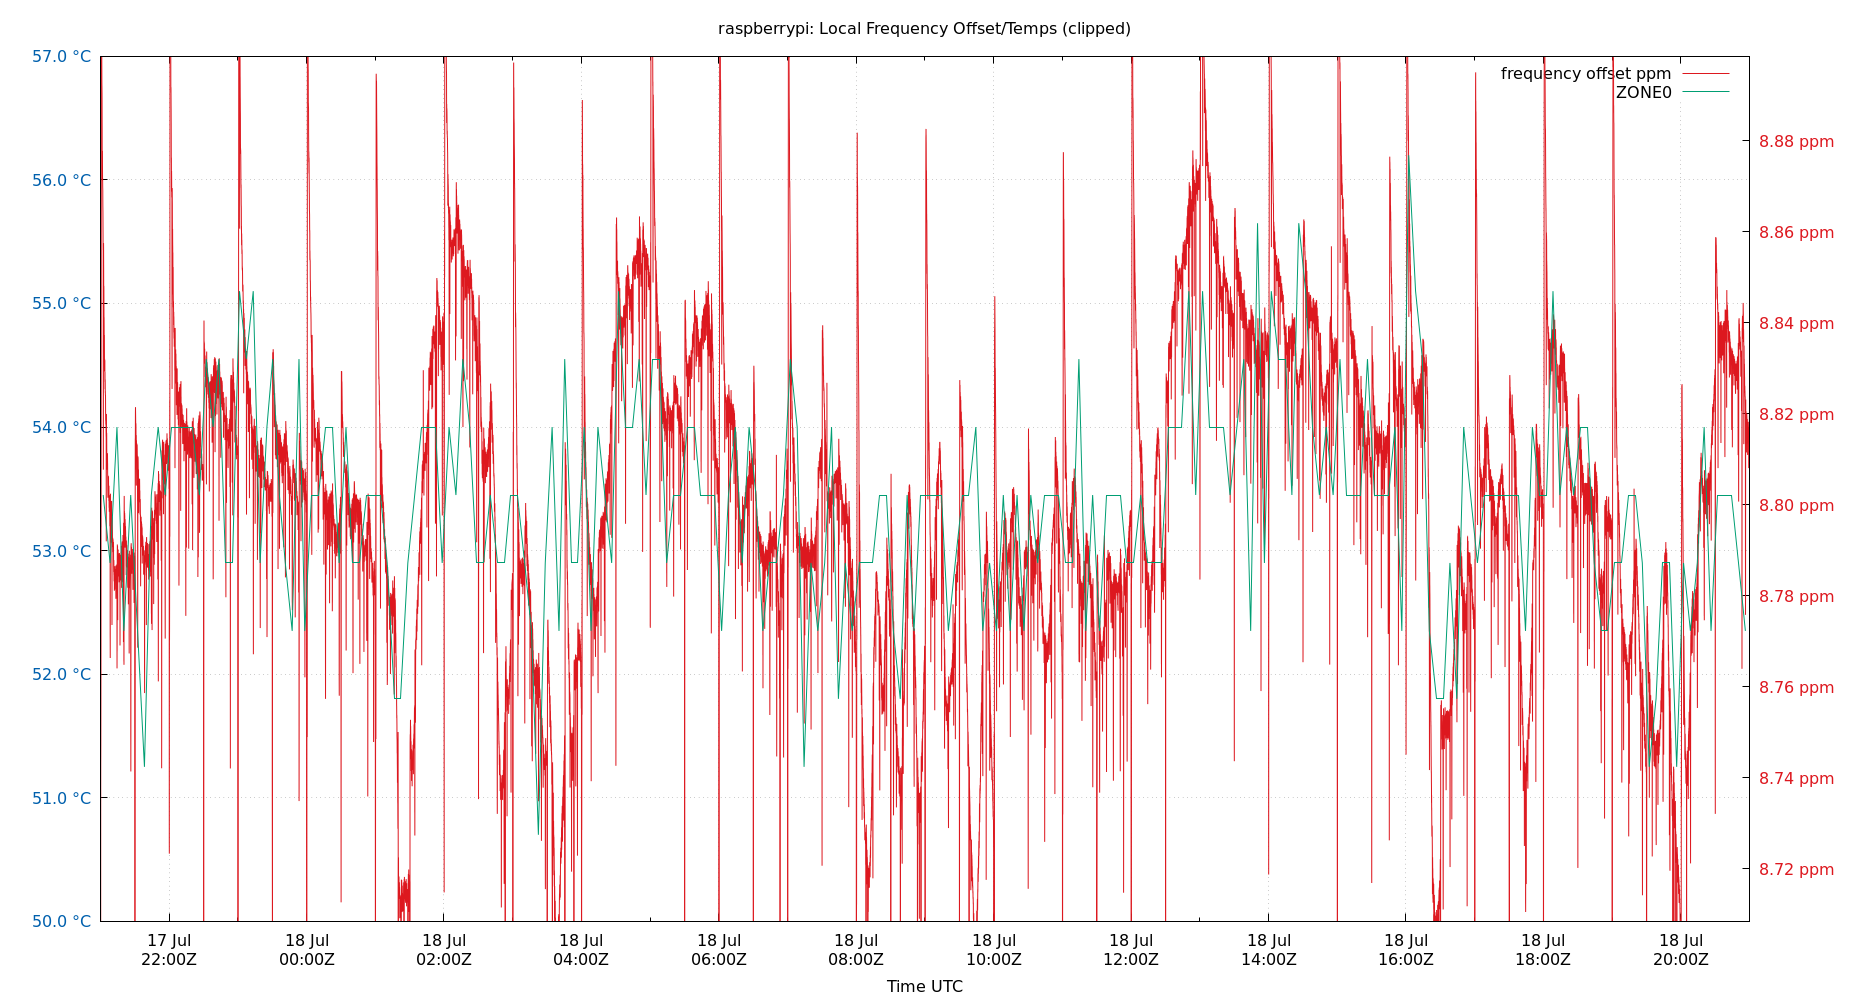 raspberrypi: Local Frequency Offset/Temps (clipped)
57.0 °C
56.0 °C
55.0 °C
54.0 °C
53.0 °C
52.0 °C
51.0 °C
50.0 °C
frequency offset ppm
ZONE0
8.88 ppm
8.86 ppm
8.84 ppm
8.82 ppm
8.80 ppm
8.78 ppm
8.76 ppm
8.74 ppm
8.72 ppm
17 Jul
22:00Z
18 Jul
00:00Z
18 Jul
02:00Z
18 Jul
04:00Z
18 Jul
06:00Z
18 Jul
08:00Z
18 Jul
10:00Z
18 Jul
12:00Z
18 Jul
14:00Z
18 Jul
16:00Z
18 Jul
18:00Z
18 Jul
20:00Z
Time UTC